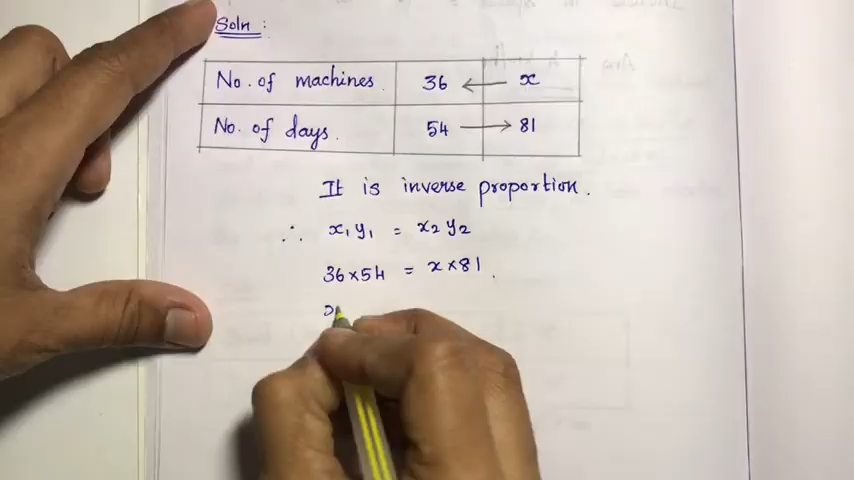 Soln :
No. of machines. 36 ← x
No. of days. 54 → 81
It is inverse proportion.
∴ x₁y₁ = x₂y₂
36×54 = x×81.